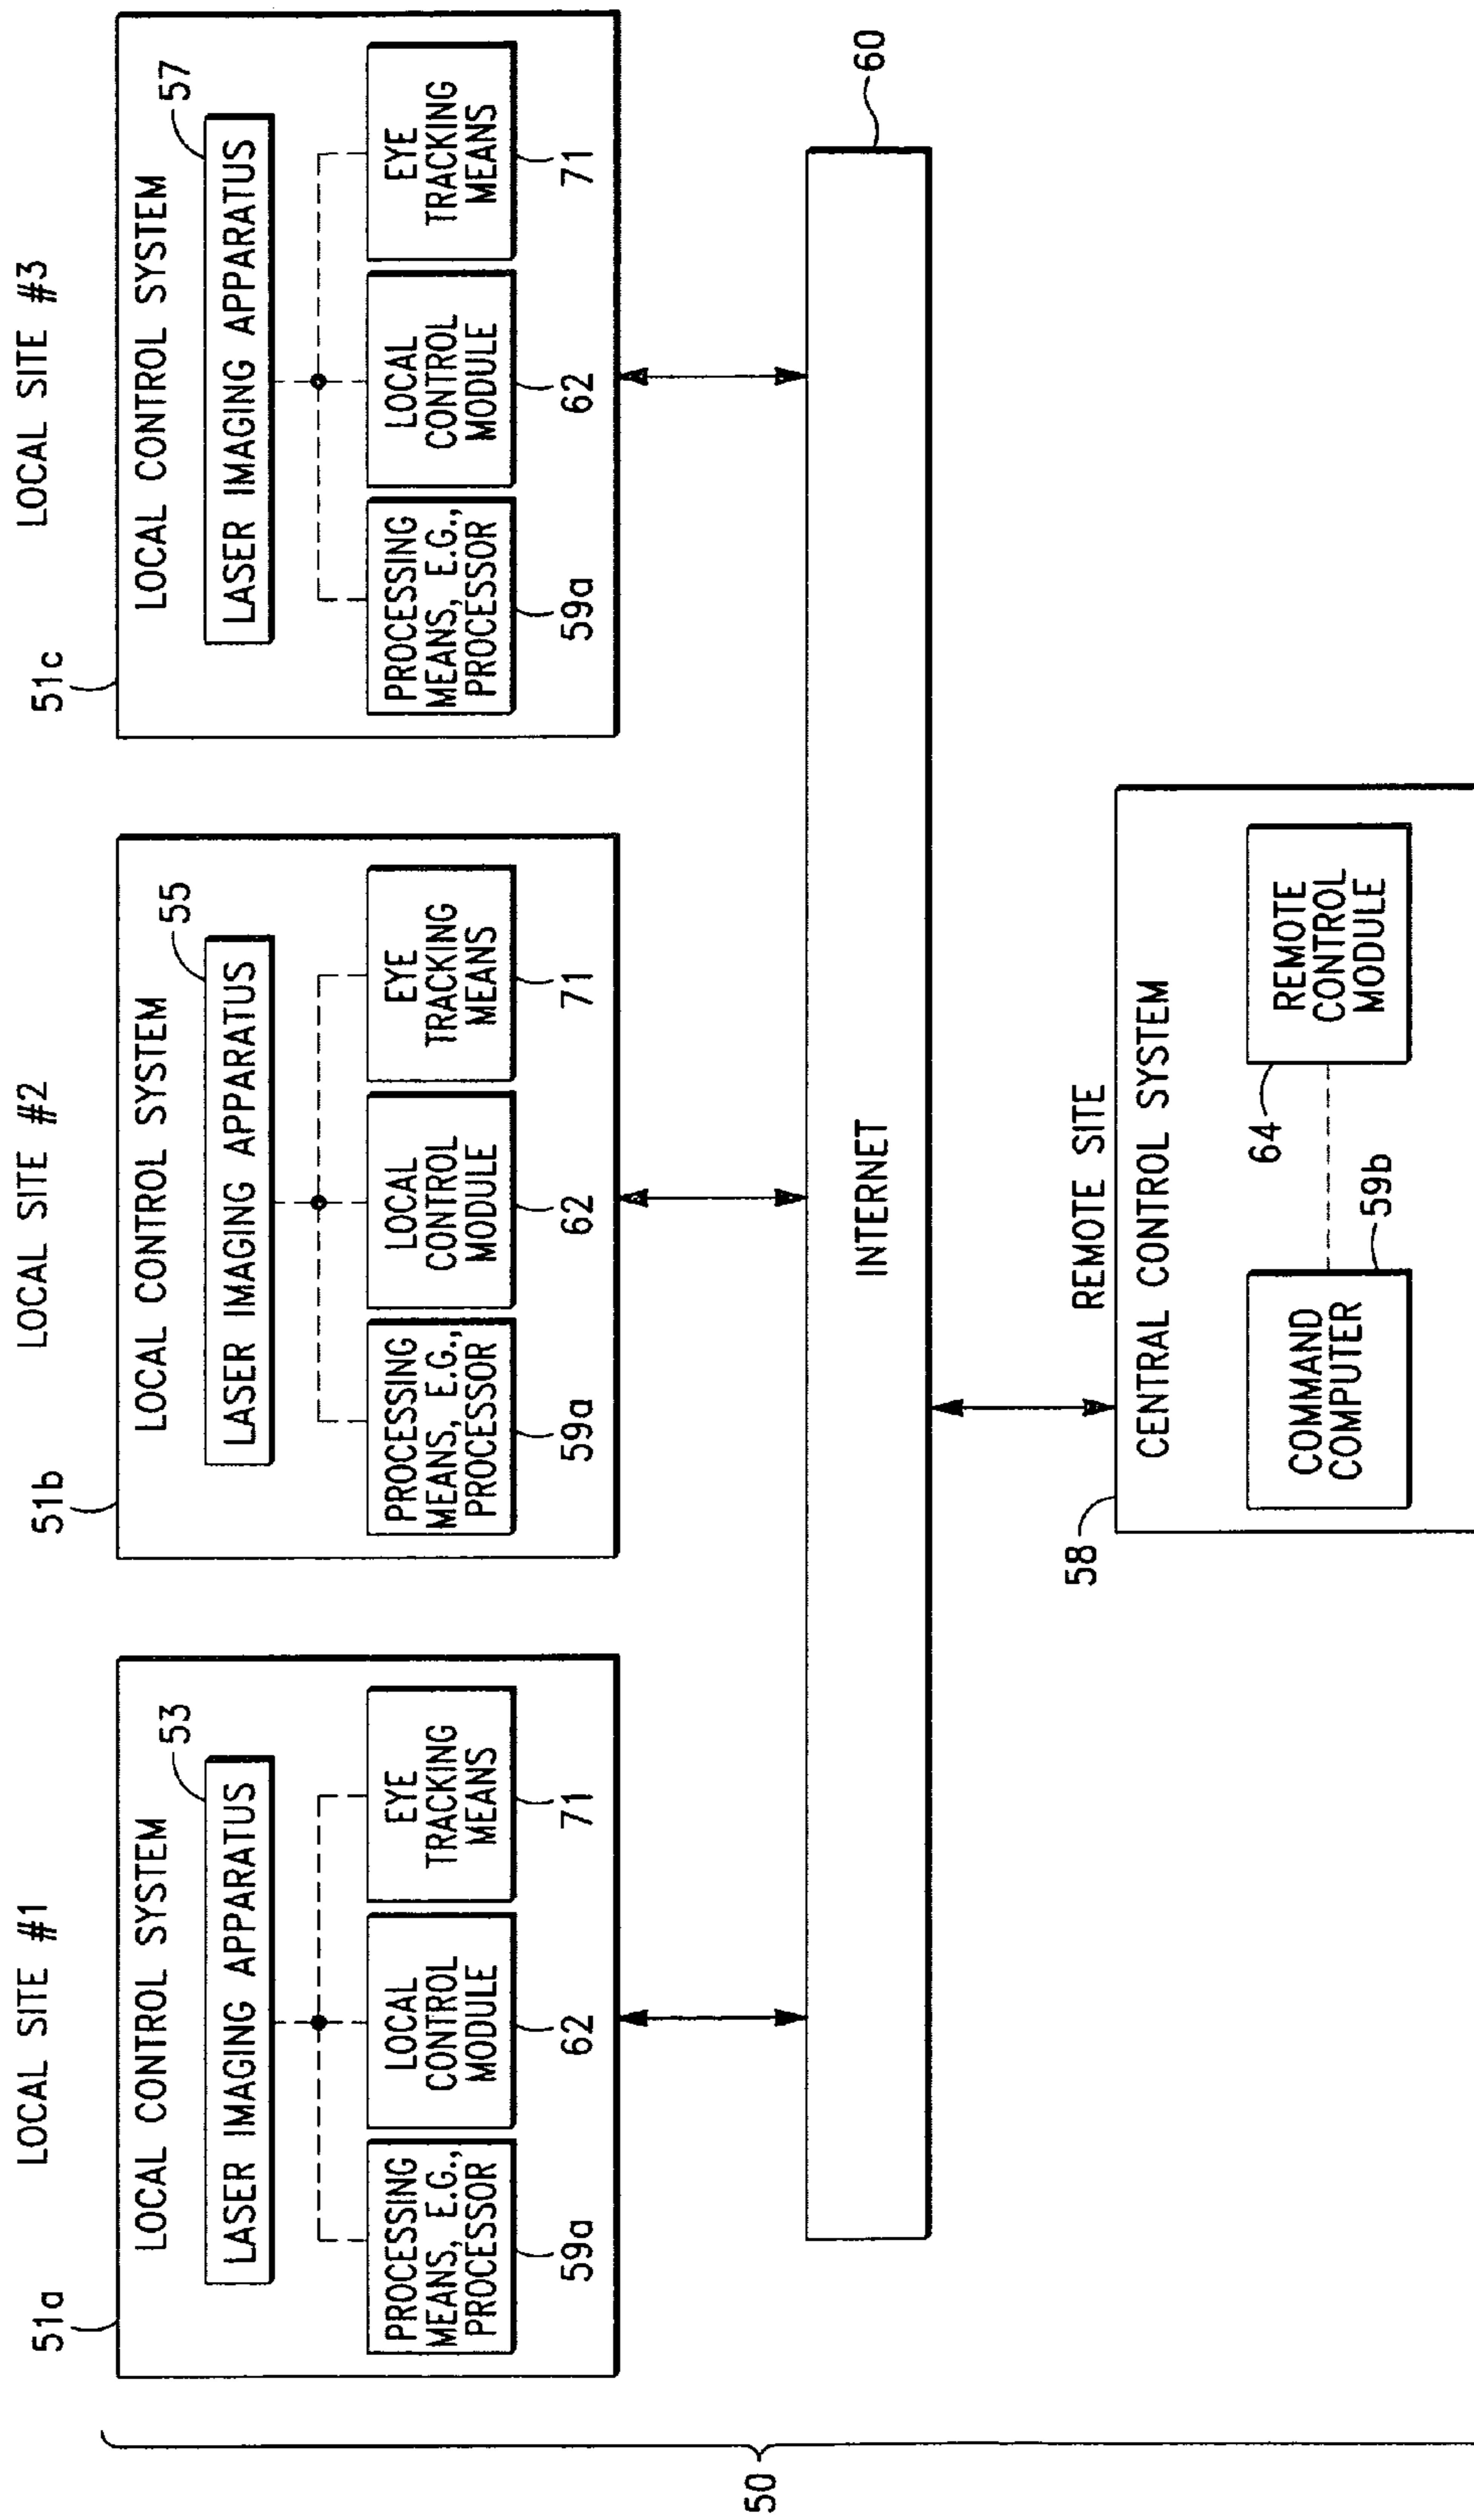 LOCAL SITE #1
51a
LOCAL CONTROL SYSTEM
53
LASER IMAGING APPARATUS
PROCESSING
MEANS, E.G.,
PROCESSOR
59a
LOCAL
CONTROL
MODULE
62
EYE
TRACKING
MEANS
71
LOCAL SITE #2
51b
LOCAL CONTROL SYSTEM
55
LASER IMAGING APPARATUS
PROCESSING
MEANS, E.G.,
PROCESSOR
59a
LOCAL
CONTROL
MODULE
62
EYE
TRACKING
MEANS
71
LOCAL SITE #3
51c
LOCAL CONTROL SYSTEM
57
LASER IMAGING APPARATUS
PROCESSING
MEANS, E.G.,
PROCESSOR
59a
LOCAL
CONTROL
MODULE
62
EYE
TRACKING
MEANS
71
50
INTERNET
60
REMOTE SITE
58
CENTRAL CONTROL SYSTEM
COMMAND
COMPUTER
59b
64
REMOTE
CONTROL
MODULE